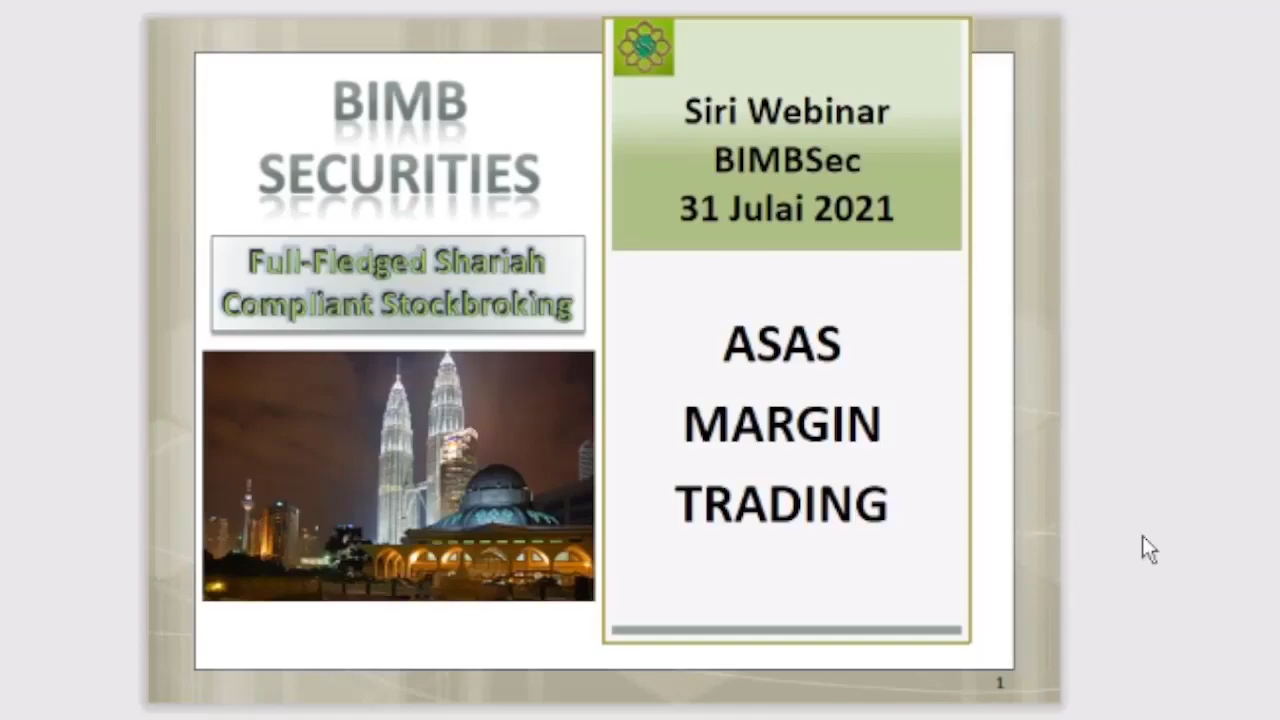 BIMB
SECURITIES
Full-Fledged Shariah
Compliant Stockbroking
Siri Webinar
BIMBSec
31 Julai 2021
ASAS
MARGIN
TRADING
1